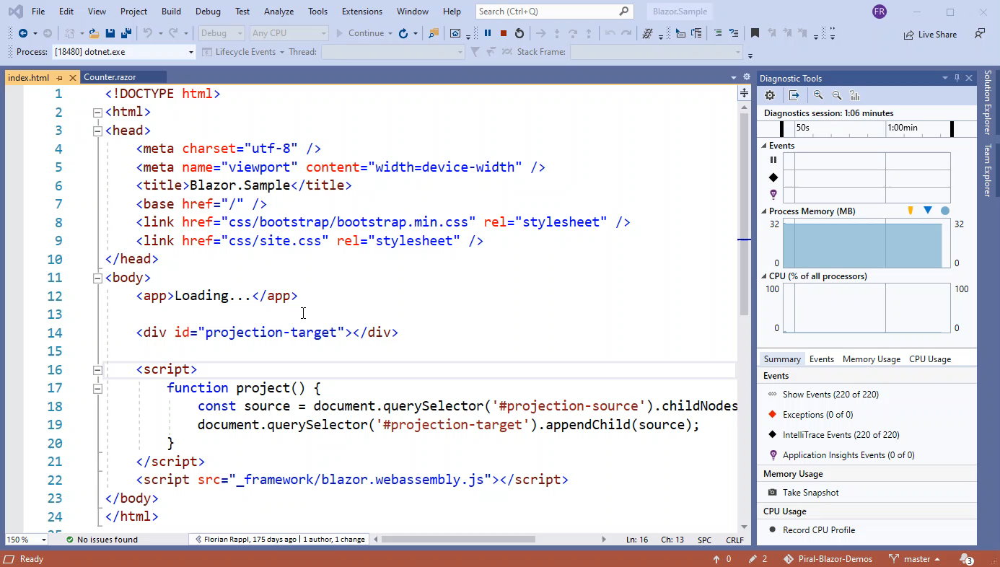 File Edit View Project Build Debug Test Analyze Tools Extensions Window Help Search (Ctrl+Q) Blazor.Sample FR
Debug Any CPU Continue Live Share
Process: [18480] dotnet.exe Lifecycle Events Thread: Stack Frame:
index.html Counter.razor
1 <!DOCTYPE html>
2 <html>
3 <head>
4 <meta charset="utf-8" />
5 <meta name="viewport" content="width=device-width" />
6 <title>Blazor.Sample</title>
7 <base href="/" />
8 <link href="css/bootstrap/bootstrap.min.css" rel="stylesheet" />
9 <link href="css/site.css" rel="stylesheet" />
10 </head>
11 <body>
12 <app>Loading...</app>
13
14 <div id="projection-target"></div>
15
16 <script>
17 function project() {
18 const source = document.querySelector('#projection-source').childNodes
19 document.querySelector('#projection-target').appendChild(source);
20 }
21 </script>
22 <script src="_framework/blazor.webassembly.js"></script>
23 </body>
24 </html>
150 % No issues found Florian Rappl, 175 days ago | 1 author, 1 change Ln: 16 Ch: 13 SPC CRLF
Diagnostic Tools
Diagnostics session: 1:06 minutes
50s 1:00min
Events
Process Memory (MB)
32 32
0 0
CPU (% of all processors)
100 100
0 0
Summary Events Memory Usage CPU Usage
Events
Show Events (220 of 220)
Exceptions (0 of 0)
IntelliTrace Events (220 of 220)
Application Insights Events (0 of 0)
Memory Usage
Take Snapshot
CPU Usage
Record CPU Profile
Solution Explorer
Team Explorer
Ready 0 2 Piral-Blazor-Demos master 3